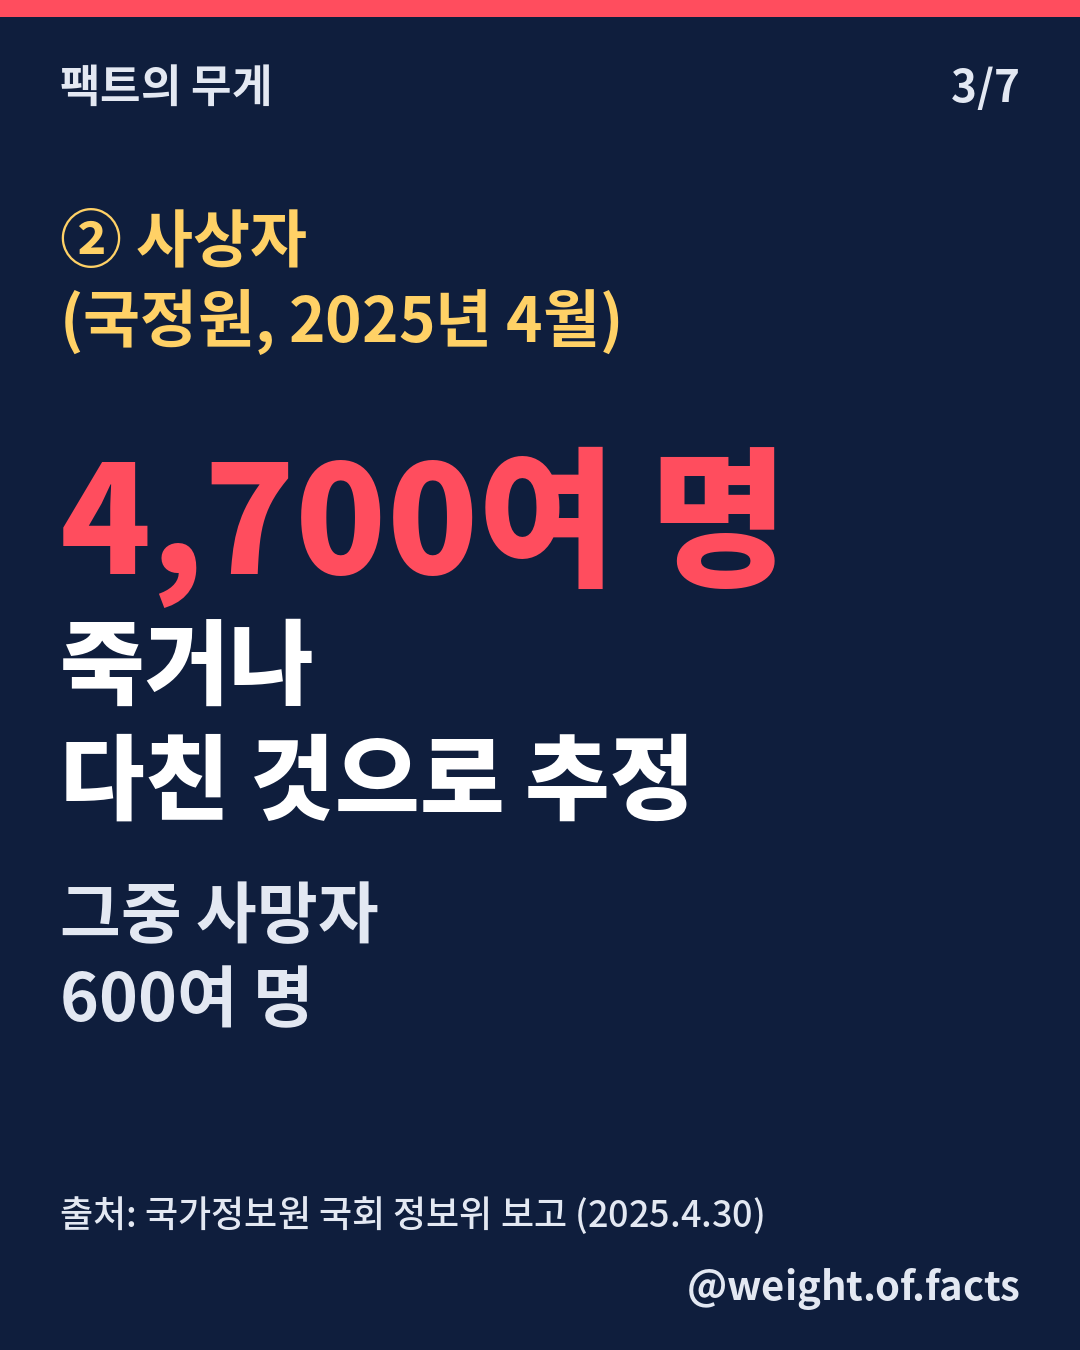 팩트의 무게
3/7
② 사상자
(국정원, 2025년 4월)
4,700여 명
죽거나
다친 것으로 추정
그중 사망자
600여 명
출처: 국가정보원 국회 정보위 보고 (2025.4.30)
@weight.of.facts